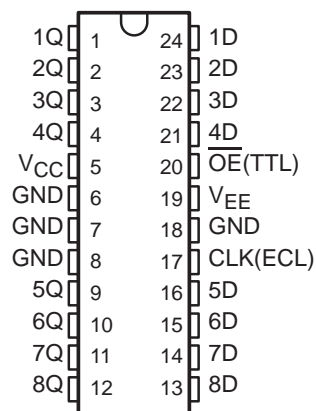 1Q 1 24 1D
2Q 2 23 2D
3Q 3 22 3D
4Q 4 21 4D
VCC 5 20 OE(TTL)
GND 6 19 VEE
GND 7 18 GND
GND 8 17 CLK(ECL)
5Q 9 16 5D
6Q 10 15 6D
7Q 11 14 7D
8Q 12 13 8D